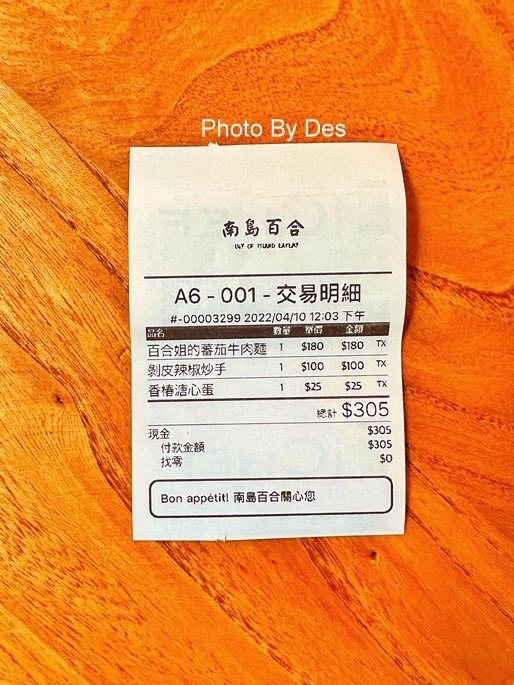 Photo By Des
南島百合
LILY OF ISLAND EATERY
A6 - 001 - 交易明細
#-00003299 2022/04/10 12:03 下午
品名 數量 單價 金額
百合姐的蕃茄牛肉麵 1 $180 $180 TX
剝皮辣椒炒手 1 $100 $100 TX
香椿溏心蛋 1 $25 $25 TX
總計 $305
現金 $305
付款金額 $305
找零 $0
Bon appétit! 南島百合關心您